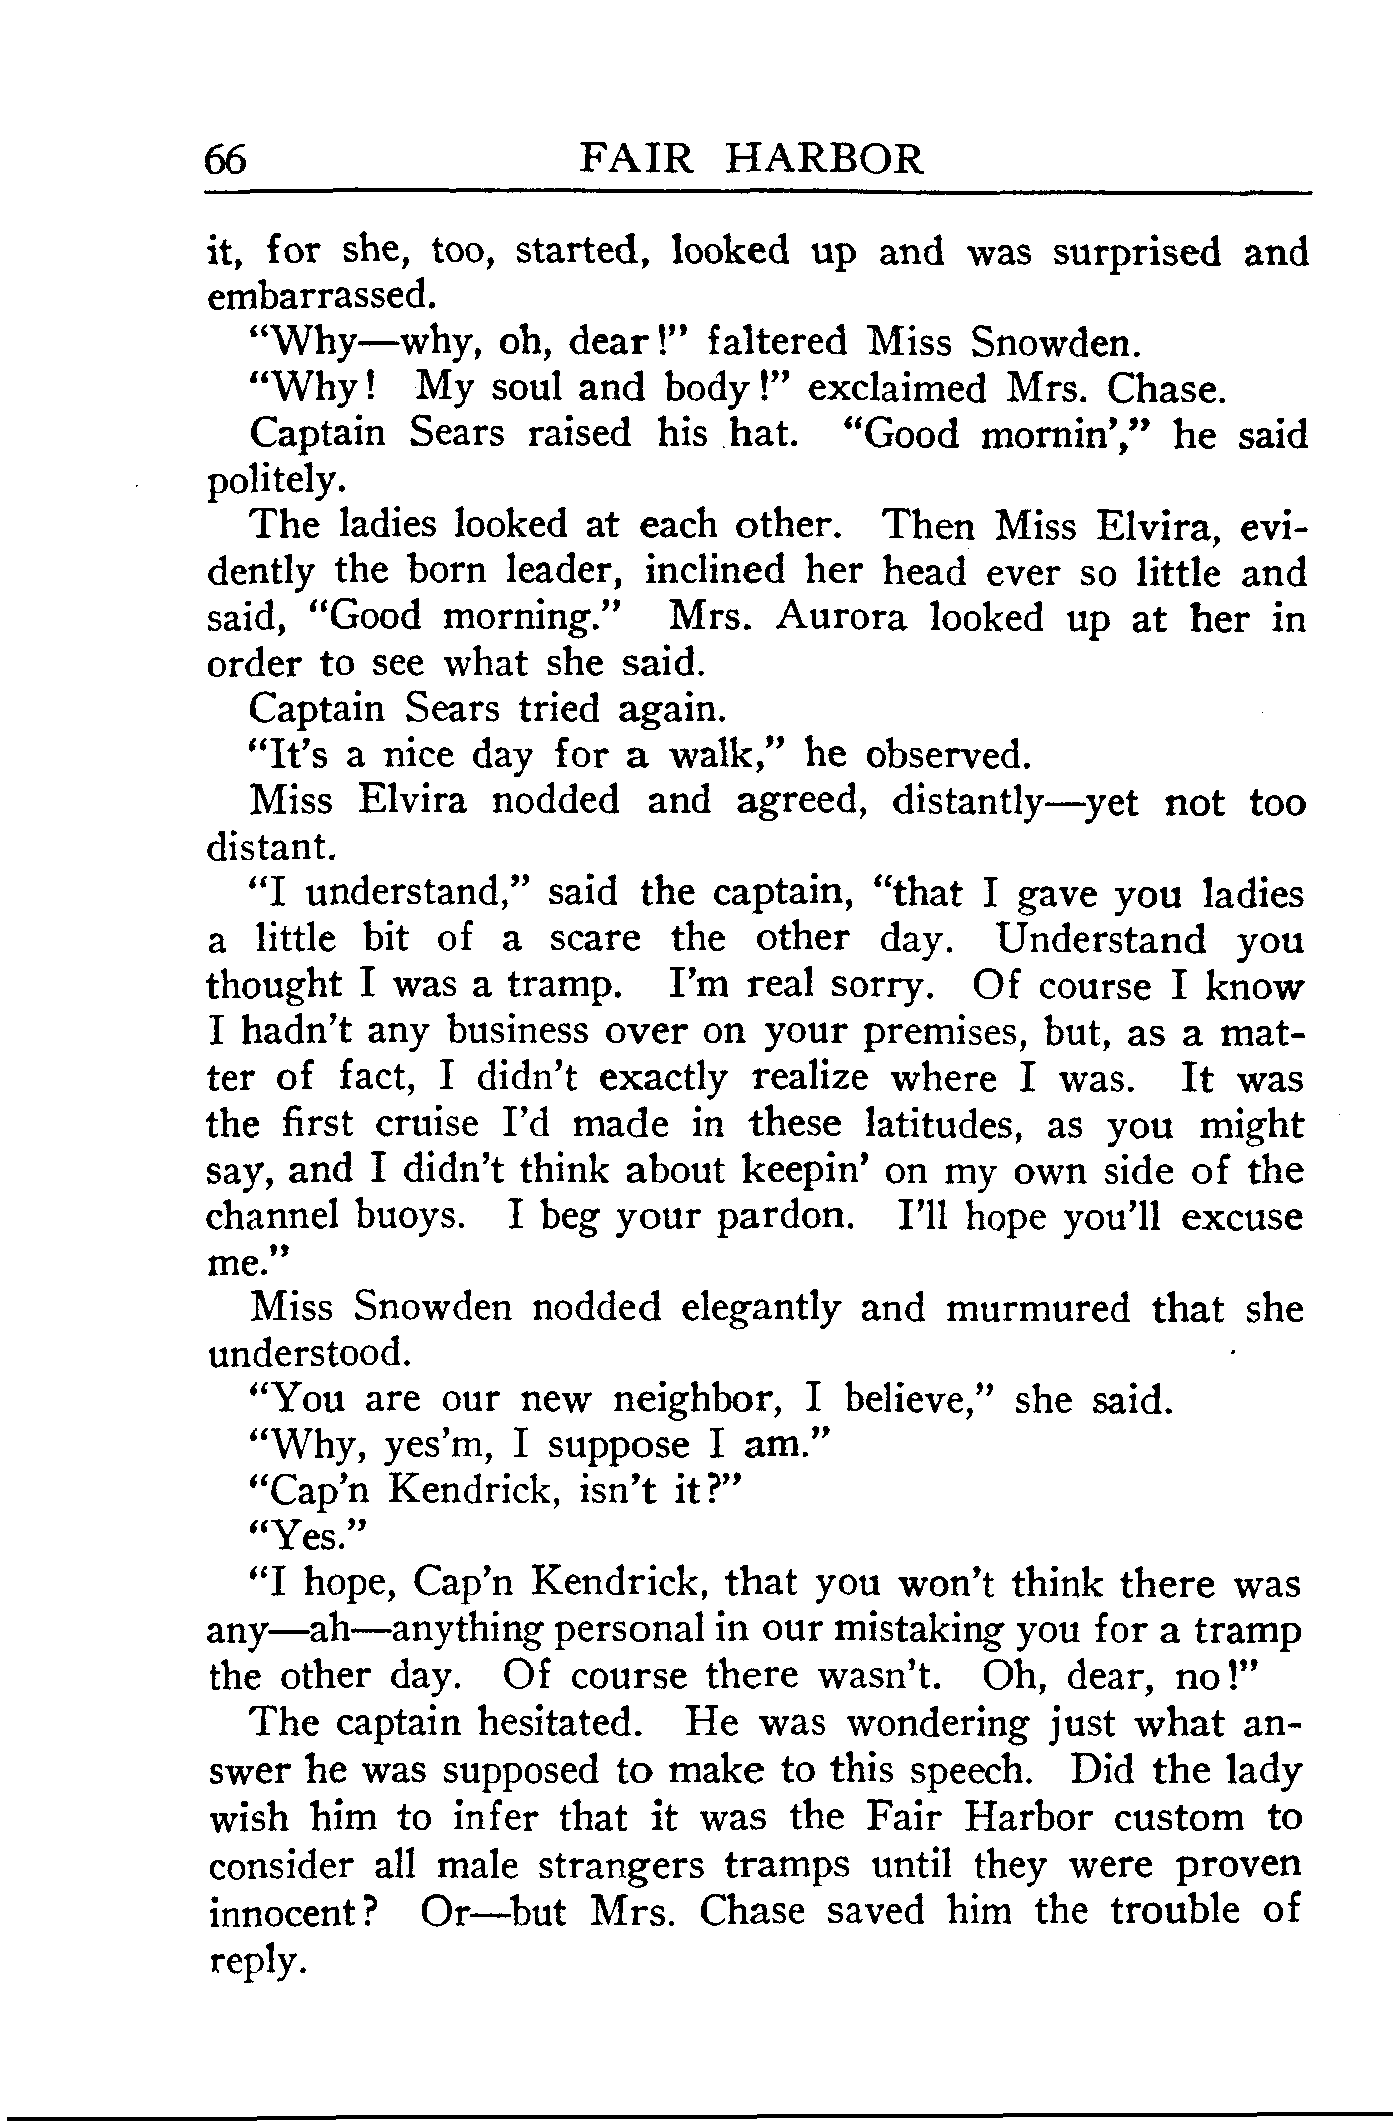 66 FAIR HARBOR
it, for she, too, started, looked up and was surprised and
embarrassed.
“Why—why, oh, dear!” faltered Miss Snowden.
“Why! My soul and body!” exclaimed Mrs. Chase.
Captain Sears raised his hat. “Good mornin’,” he said
politely.
The ladies looked at each other. Then Miss Elvira, evi-
dently the born leader, inclined her head ever so little and
said, “Good morning.” Mrs. Aurora looked up at her in
order to see what she said.
Captain Sears tried again.
“It’s a nice day for a walk,” he observed.
Miss Elvira nodded and agreed, distantly—yet not too
distant.
“I understand,” said the captain, “that I gave you ladies
a little bit of a scare the other day. Understand you
thought I was a tramp. I’m real sorry. Of course I know
I hadn’t any business over on your premises, but, as a mat-
ter of fact, I didn’t exactly realize where I was. It was
the first cruise I’d made in these latitudes, as you might
say, and I didn’t think about keepin’ on my own side of the
channel buoys. I beg your pardon. I’ll hope you’ll excuse
me.”
Miss Snowden nodded elegantly and murmured that she
understood.
“You are our new neighbor, I believe,” she said.
“Why, yes’m, I suppose I am.”
“Cap’n Kendrick, isn’t it?”
“Yes.”
“I hope, Cap’n Kendrick, that you won’t think there was
any—ah—anything personal in our mistaking you for a tramp
the other day. Of course there wasn’t. Oh, dear, no!”
The captain hesitated. He was wondering just what an-
swer he was supposed to make to this speech. Did the lady
wish him to infer that it was the Fair Harbor custom to
consider all male strangers tramps until they were proven
innocent? Or—but Mrs. Chase saved him the trouble of
reply.